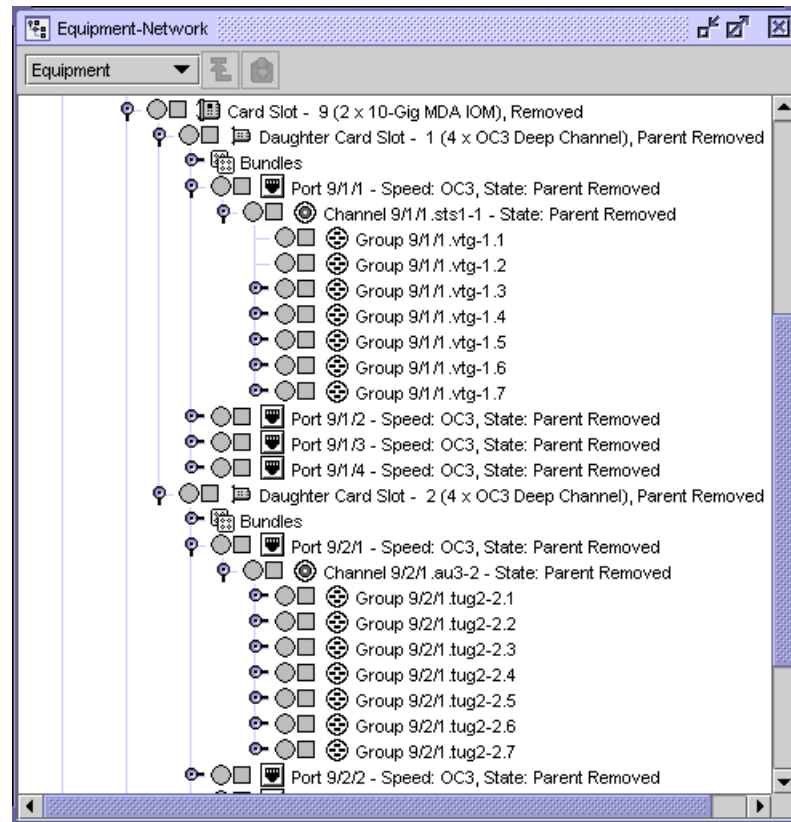 Equipment-Network
Equipment
Card Slot - 9 (2 x 10-Gig MDA IOM), Removed
Daughter Card Slot - 1 (4 x OC3 Deep Channel), Parent Removed
Bundles
Port 9/1/1 - Speed: OC3, State: Parent Removed
Channel 9/1/1.sts1-1 - State: Parent Removed
Group 9/1/1.vtg-1.1
Group 9/1/1.vtg-1.2
Group 9/1/1.vtg-1.3
Group 9/1/1.vtg-1.4
Group 9/1/1.vtg-1.5
Group 9/1/1.vtg-1.6
Group 9/1/1.vtg-1.7
Port 9/1/2 - Speed: OC3, State: Parent Removed
Port 9/1/3 - Speed: OC3, State: Parent Removed
Port 9/1/4 - Speed: OC3, State: Parent Removed
Daughter Card Slot - 2 (4 x OC3 Deep Channel), Parent Removed
Bundles
Port 9/2/1 - Speed: OC3, State: Parent Removed
Channel 9/2/1.au3-2 - State: Parent Removed
Group 9/2/1.tug2-2.1
Group 9/2/1.tug2-2.2
Group 9/2/1.tug2-2.3
Group 9/2/1.tug2-2.4
Group 9/2/1.tug2-2.5
Group 9/2/1.tug2-2.6
Group 9/2/1.tug2-2.7
Port 9/2/2 - Speed: OC3, State: Parent Removed